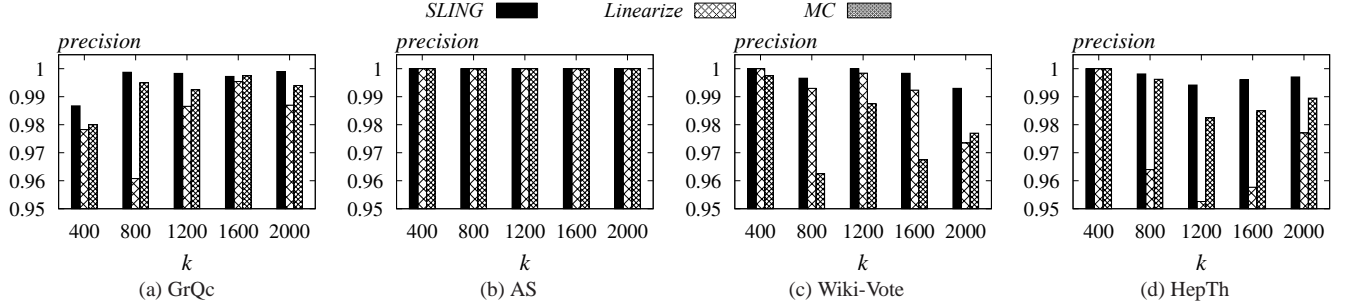 SLING Linearize MC
precision precision precision precision
1 1 1 1
0.99 0.99 0.99 0.99
0.98 0.98 0.98 0.98
0.97 0.97 0.97 0.97
0.96 0.96 0.96 0.96
0.95 0.95 0.95 0.95
400 800 1200 1600 2000 400 800 1200 1600 2000 400 800 1200 1600 2000 400 800 1200 1600 2000
k k k k
(a) GrQc (b) AS (c) Wiki-Vote (d) HepTh